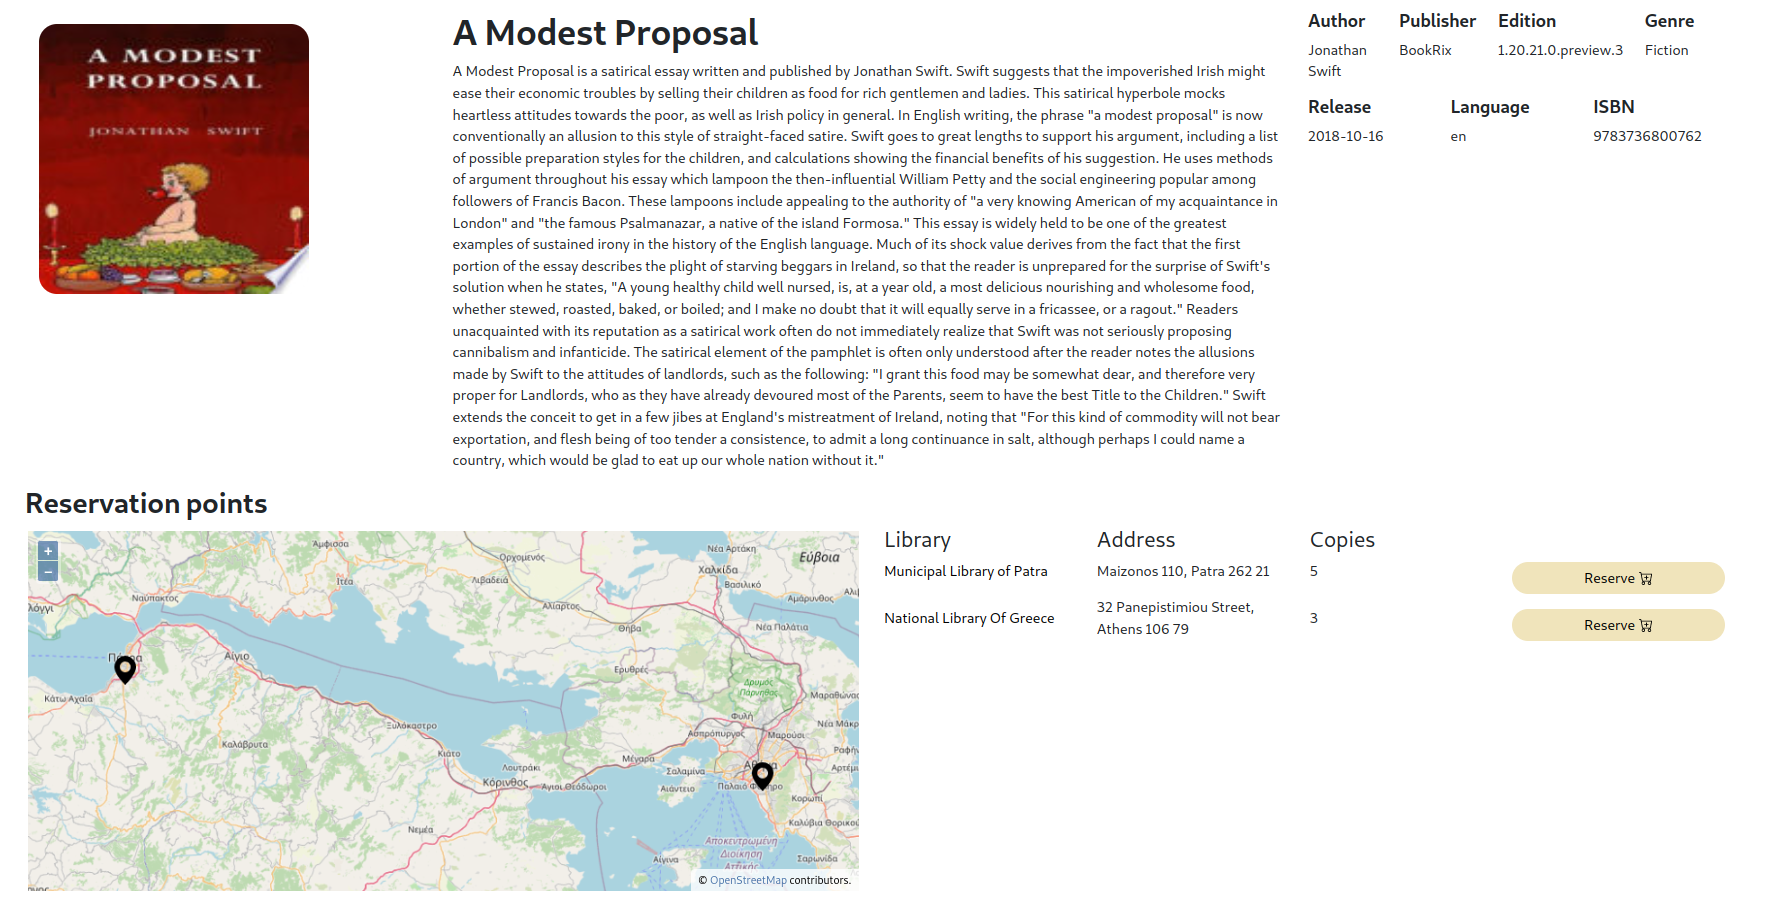 A MODEST
PROPOSAL
JONATHAN SWIFT
A Modest Proposal
A Modest Proposal is a satirical essay written and published by Jonathan Swift. Swift suggests that the impoverished Irish might
ease their economic troubles by selling their children as food for rich gentlemen and ladies. This satirical hyperbole mocks
heartless attitudes towards the poor, as well as Irish policy in general. In English writing, the phrase "a modest proposal" is now
conventionally an allusion to this style of straight-faced satire. Swift goes to great lengths to support his argument, including a list
of possible preparation styles for the children, and calculations showing the financial benefits of his suggestion. He uses methods
of argument throughout his essay which lampoon the then-influential William Petty and the social engineering popular among
followers of Francis Bacon. These lampoons include appealing to the authority of "a very knowing American of my acquaintance in
London" and "the famous Psalmanazar, a native of the island Formosa." This essay is widely held to be one of the greatest
examples of sustained irony in the history of the English language. Much of its shock value derives from the fact that the first
portion of the essay describes the plight of starving beggars in Ireland, so that the reader is unprepared for the surprise of Swift's
solution when he states, "A young healthy child well nursed, is, at a year old, a most delicious nourishing and wholesome food,
whether stewed, roasted, baked, or boiled; and I make no doubt that it will equally serve in a fricassee, or a ragout." Readers
unacquainted with its reputation as a satirical work often do not immediately realize that Swift was not seriously proposing
cannibalism and infanticide. The satirical element of the pamphlet is often only understood after the reader notes the allusions
made by Swift to the attitudes of landlords, such as the following: "I grant this food may be somewhat dear, and therefore very
proper for Landlords, who as they have already devoured most of the Parents, seem to have the best Title to the Children." Swift
extends the conceit to get in a few jibes at England's mistreatment of Ireland, noting that "For this kind of commodity will not bear
exportation, and flesh being of too tender a consistence, to admit a long continuance in salt, although perhaps I could name a
country, which would be glad to eat up our whole nation without it."
Author Publisher Edition Genre
Jonathan Swift BookRix 1.20.21.0.preview.3 Fiction
Release Language ISBN
2018-10-16 en 9783736800762
Reservation points
+
−
Άμφισσα
Ορχομενός
Νέα Αρτάκη
Εύβοια
Χαλκίδα
Ιτέα
Λιβαδειά
Βασιλικό
Ναύπακτος
Αλίαρτος
Αμάρυνθος
Θήβα
Νέα Παλάτια
Αίγιο
Ερυθρές
Κάτω Αχαΐα
Δρυμός
Πάρνηθας
Μαραθώνας
Φυλή
Ξυλόκαστρο
Νέα Μάκρ
Ασπρόπυργος
Μαρούσι
Καλάβρυτα
Κιάτο
Μέγαρα
Ραφήν
Λουτράκι
Σαλαμίνα
Αρτέμι
Κόρινθος
Άγιοι Θεόδωροι
Αιάντειο
Παλαιό
Κορωπί
Νεμέα
Καλύβια Θορικού
Αποκεντρωμένη
Διοίκηση
Αττικής
Αίγινα
Σαρωνίδα
© OpenStreetMap contributors.
Library Address Copies
Municipal Library of Patra Maizonos 110, Patra 262 21 5 Reserve
National Library Of Greece 32 Panepistimiou Street, Athens 106 79 3 Reserve